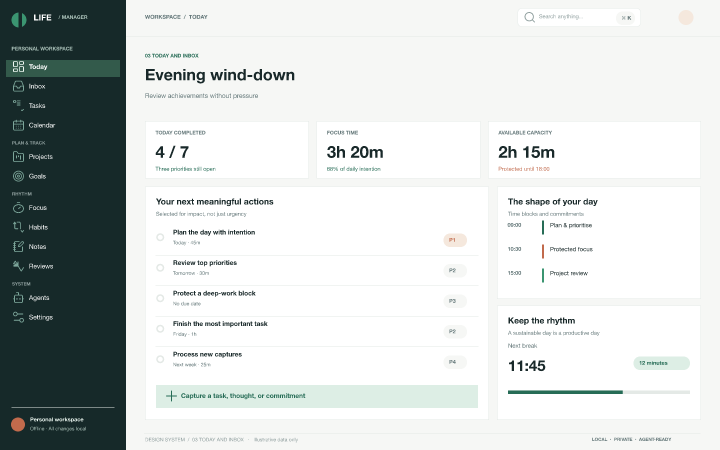 LIFE / MANAGER
PERSONAL WORKSPACE
Today
Inbox
Tasks
Calendar
PLAN & TRACK
Projects
Goals
RHYTHM
Focus
Habits
Notes
Reviews
SYSTEM
Agents
Settings
Personal workspace
Offline · All changes local
WORKSPACE / TODAY
Search anything...
⌘ K
03 TODAY AND INBOX
Evening wind-down
Review achievements without pressure
TODAY COMPLETED
4 / 7
Three priorities still open
FOCUS TIME
3h 20m
68% of daily intention
AVAILABLE CAPACITY
2h 15m
Protected until 18:00
Your next meaningful actions
Selected for impact, not just urgency
Plan the day with intention
Today · 45m
P1
Review top priorities
Tomorrow · 30m
P2
Protect a deep-work block
No due date
P3
Finish the most important task
Friday · 1h
P2
Process new captures
Next week · 25m
P4
Capture a task, thought, or commitment
The shape of your day
Time blocks and commitments
09:00 Plan & prioritise
10:30 Protected focus
15:00 Project review
Keep the rhythm
A sustainable day is a productive day
Next break
11:45
12 minutes
DESIGN SYSTEM / 03 TODAY AND INBOX · Illustrative data only
LOCAL · PRIVATE · AGENT-READY